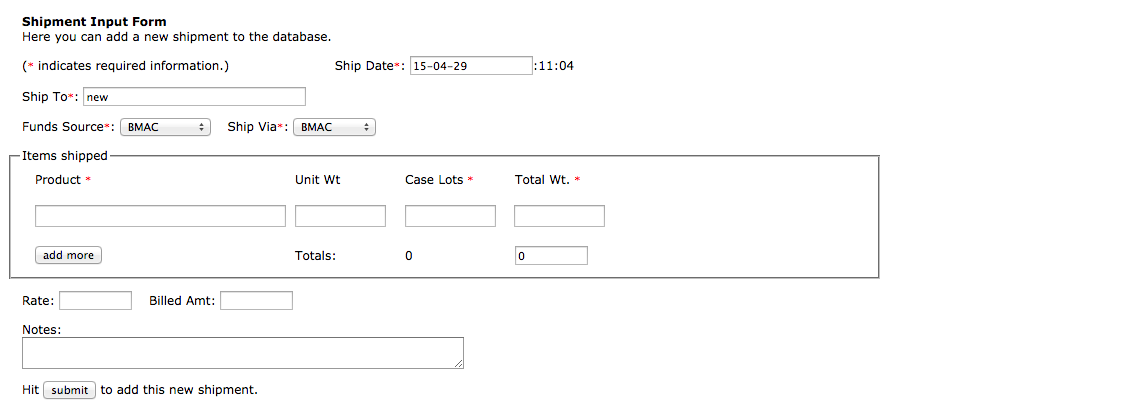 Shipment Input Form
Here you can add a new shipment to the database.
(* indicates required information.) Ship Date*: 15-04-29 :11:04
Ship To*: new
Funds Source*: BMAC Ship Via*: BMAC
Items shipped
Product * Unit Wt Case Lots * Total Wt. *
add more Totals: 0 0
Rate: Billed Amt:
Notes:
Hit submit to add this new shipment.